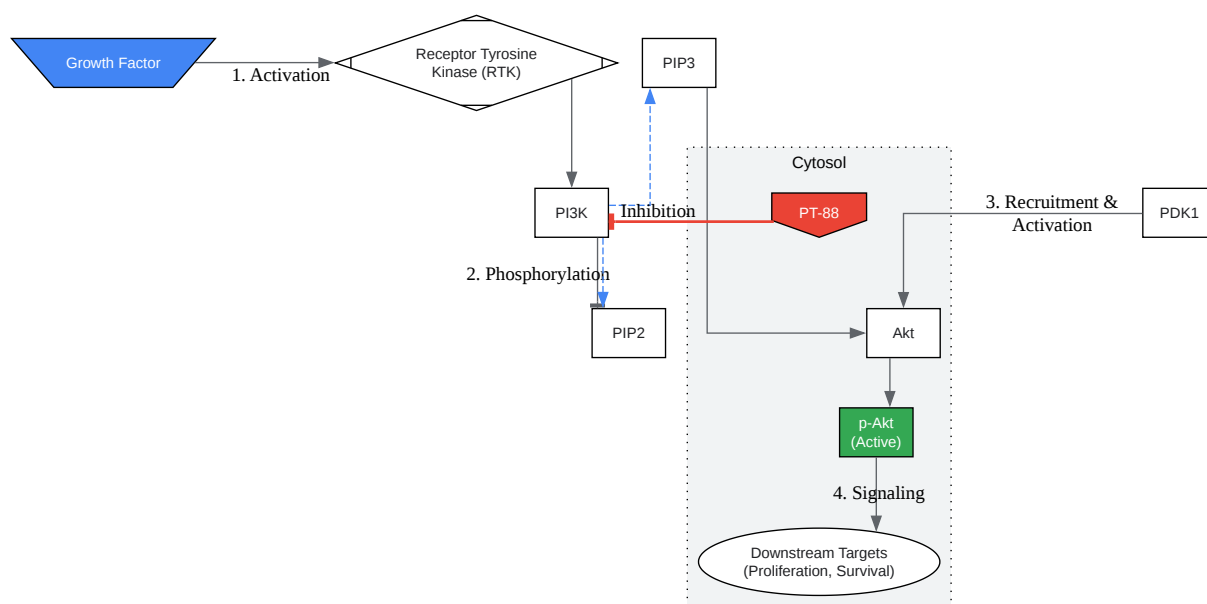 Growth Factor
1. Activation
Receptor Tyrosine
Kinase (RTK)
PIP3
Cytosol
PI3K
Inhibition
PT-88
3. Recruitment &
Activation
PDK1
2. Phosphorylation
PIP2
Akt
p-Akt
(Active)
4. Signaling
Downstream Targets
(Proliferation, Survival)